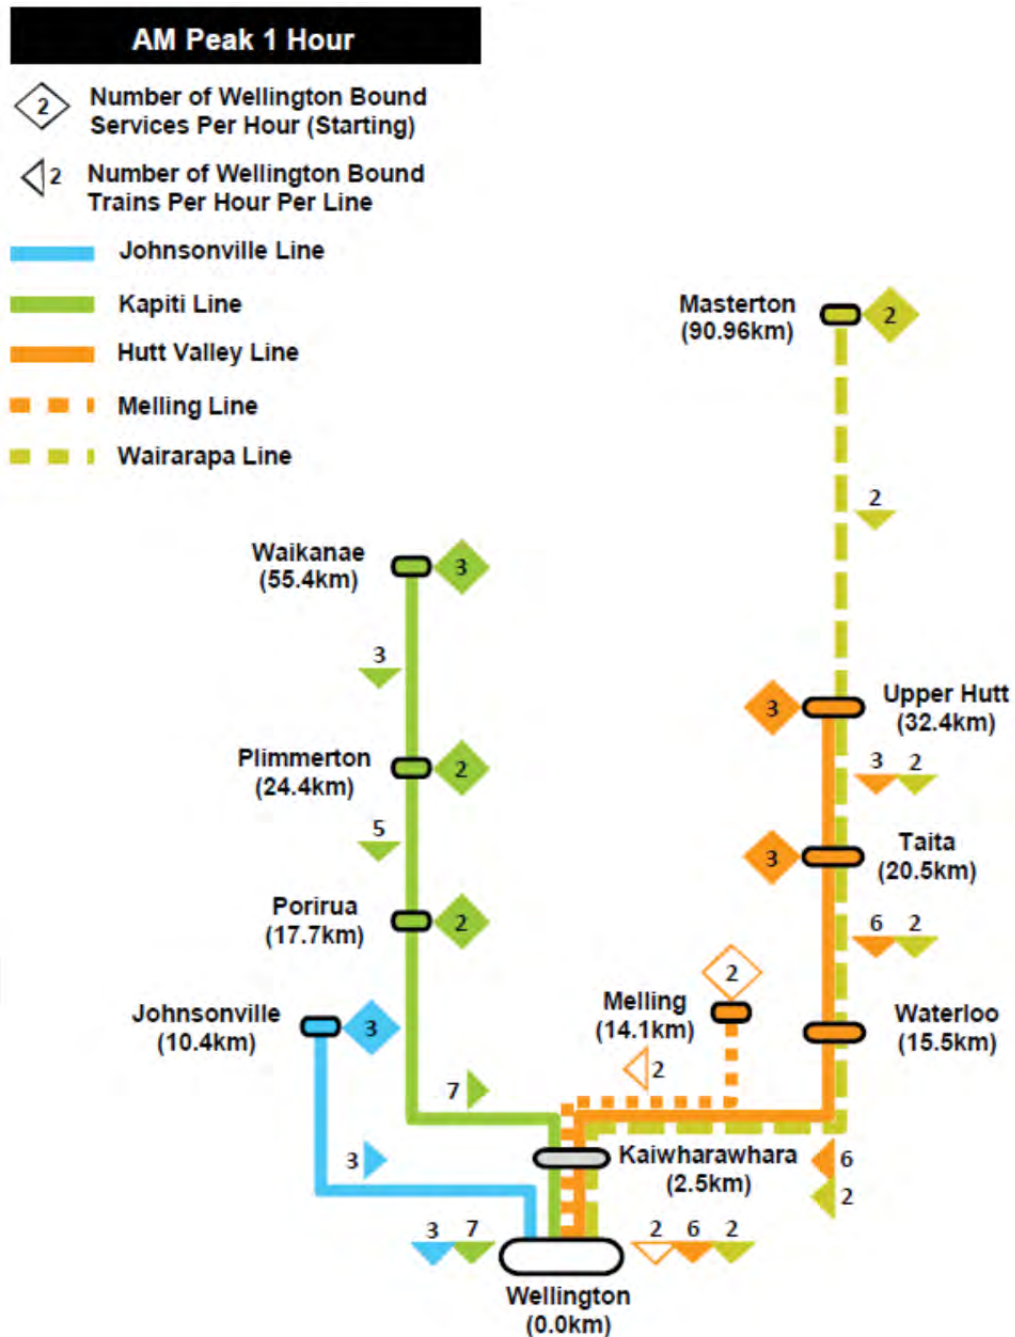 AM Peak 1 Hour
2
Number of Wellington Bound
Services Per Hour (Starting)
2
Number of Wellington Bound
Trains Per Hour Per Line
Johnsonville Line
Kapiti Line
Hutt Valley Line
Melling Line
Wairarapa Line
Masterton
(90.96km)
2
2
Waikanae
(55.4km)
3
3
Plimmerton
(24.4km)
2
5
Porirua
(17.7km)
2
Johnsonville
(10.4km)
3
7
3
3
Upper Hutt
(32.4km)
3 2
3
Taita
(20.5km)
6 2
2
Melling
(14.1km)
2
Waterloo
(15.5km)
Kaiwharawhara
(2.5km)
6
2
3 7
2 6 2
Wellington
(0.0km)